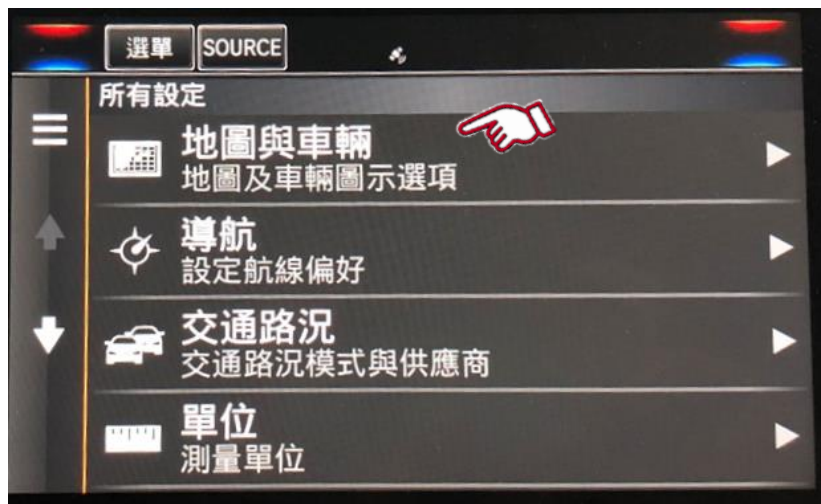 選單 SOURCE
所有設定
地圖與車輛
地圖及車輛圖示選項
導航
設定航線偏好
交通路況
交通路況模式與供應商
單位
測量單位